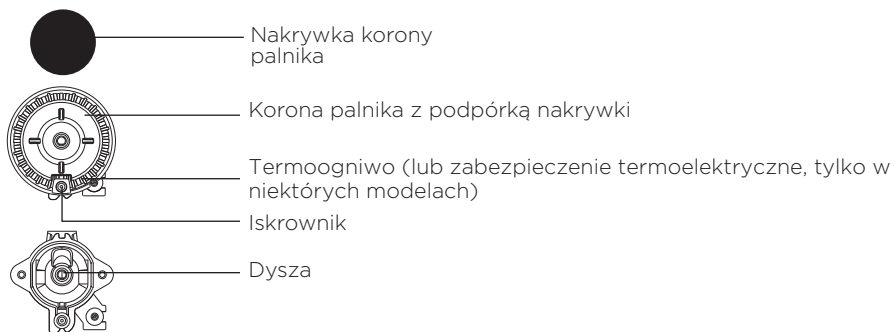 Nakrywka korony
palnika
Korona palnika z podpórką nakrywki
Termoogniwo (lub zabezpieczenie termoelektryczne, tylko w
niektórych modelach)
Iskrownik
Dysza